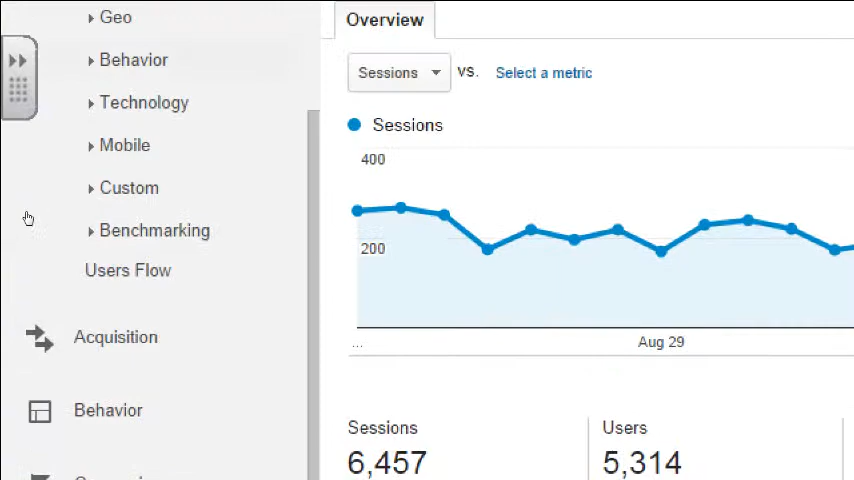 Geo
Behavior
Technology
Mobile
Custom
Benchmarking
Users Flow
Acquisition
Behavior
Overview
Sessions vs. Select a metric
Sessions
400
200
... Aug 29
Sessions Users
6,457 5,314